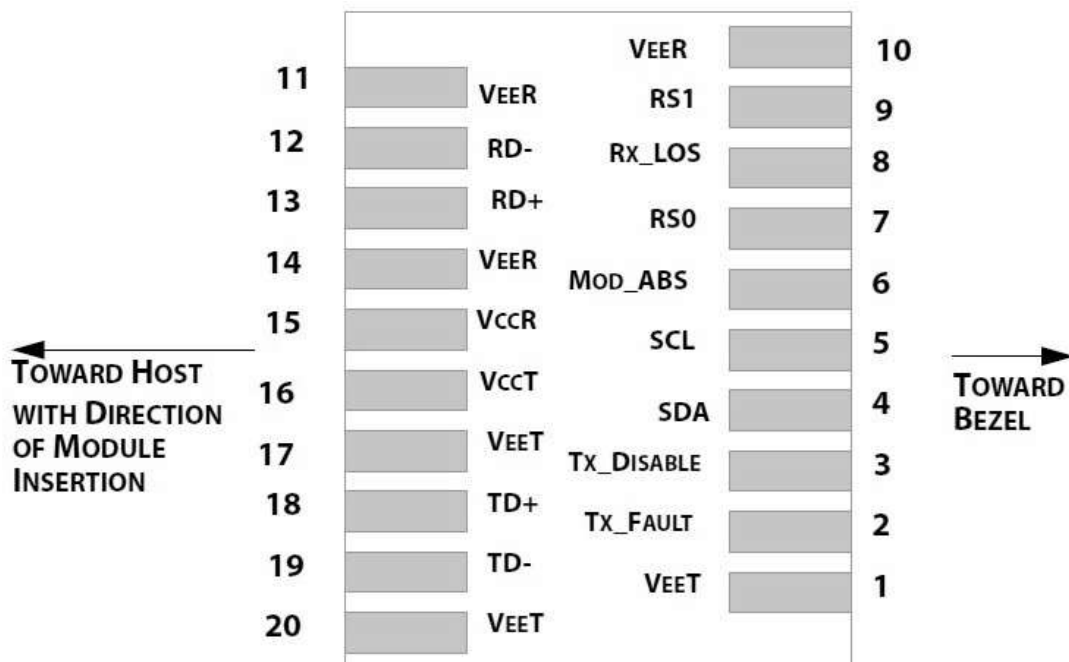 VEER 10
11 VEER
RS1 9
12 RD-
RX_LOS 8
13 RD+
RS0 7
14 VEER
MOD_ABS 6
15 VCCR
SCL 5
TOWARD HOST
WITH DIRECTION
OF MODULE
INSERTION
TOWARD
BEZEL
16 VCCT
SDA 4
17 VEET
TX_DISABLE 3
18 TD+
TX_FAULT 2
19 TD-
VEET 1
20 VEET